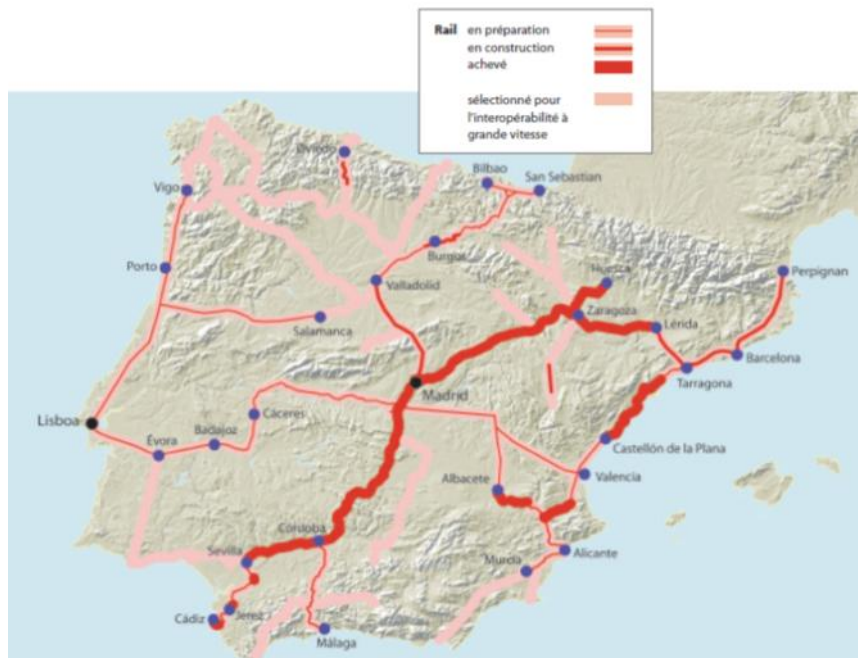 Rail en préparation
en construction
achevé
sélectionné pour
l'interopérabilité à
grande vitesse
Oviedo
Bilbao
San Sebastian
Vigo
Burgos
Porto
Valladolid
Huesca
Perpignan
Salamanca
Zaragoza
Lérida
Barcelona
Tarragona
Madrid
Lisboa
Cáceres
Badajoz
Évora
Castellón de la Plana
Albacete
Valencia
Córdoba
Sevilla
Murcia
Alicante
Cádiz
Jerez
Málaga